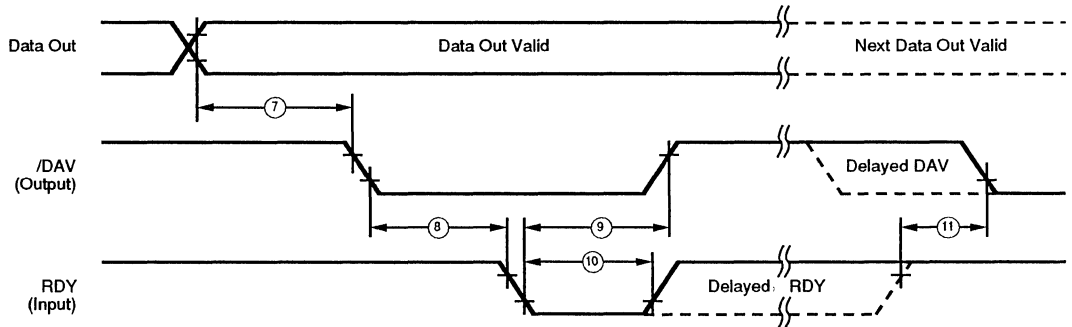 Data Out
Data Out Valid
Next Data Out Valid
7
/DAV
(Output)
Delayed DAV
8
9
11
10
RDY
(Input)
Delayed RDY